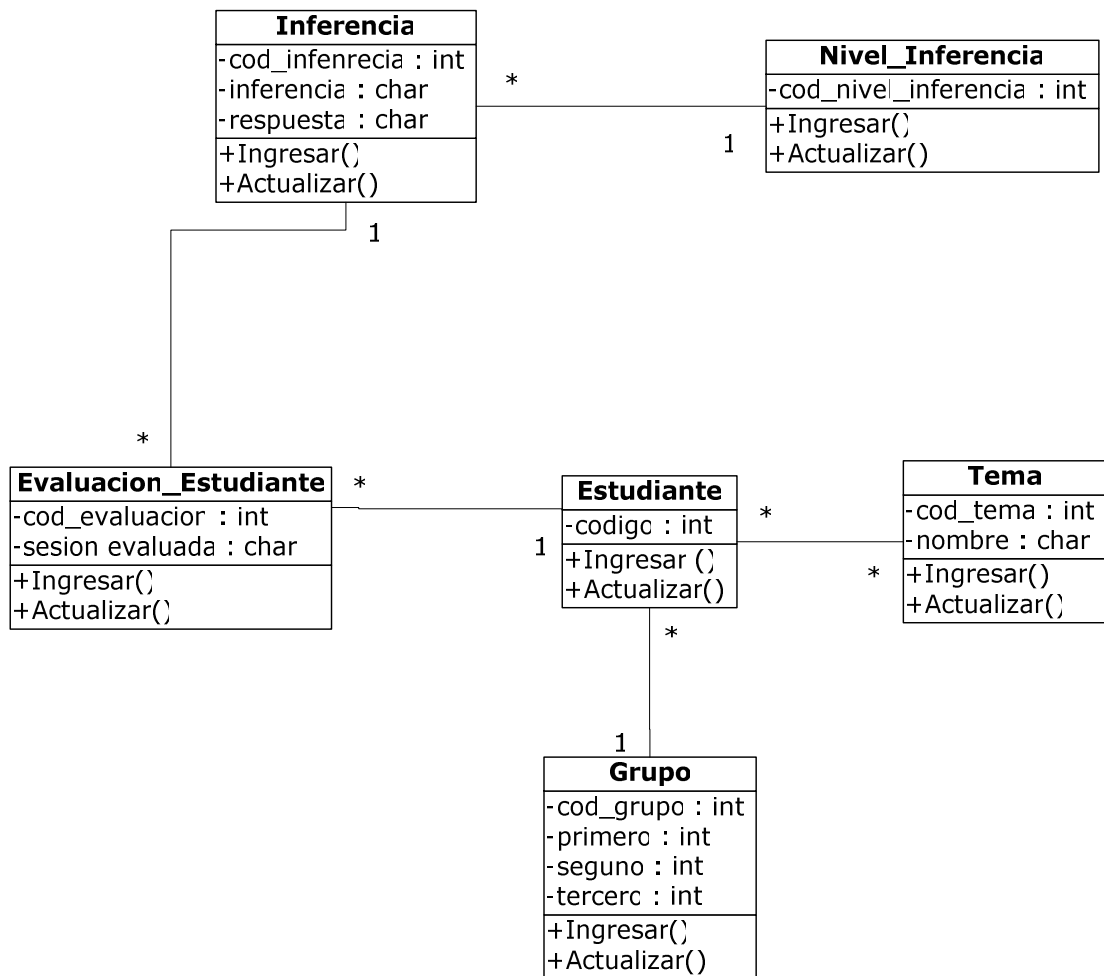 Inferencia
-cod_infenrecia : int
-inferencia : char
-respuesta : char
+Ingresar()
+Actualizar()
*
1
Nivel_Inferencia
-cod_nivel_inferencia : int
+Ingresar()
+Actualizar()
1
*
Evaluacion_Estudiante
-cod_evaluacion : int
-sesion evaluada : char
+Ingresar()
+Actualizar()
*
1
Estudiante
-codigo : int
+Ingresar ()
+Actualizar()
*
*
Tema
-cod_tema : int
-nombre : char
+Ingresar()
+Actualizar()
*
1
Grupo
-cod_grupo : int
-primero : int
-seguno : int
-tercero : int
+Ingresar()
+Actualizar()